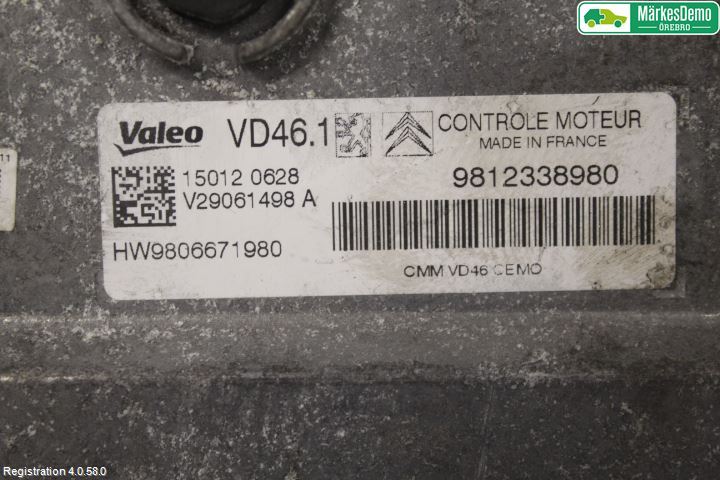 MärkesDemo
ÖREBRO
Valeo VD46.1 CONTROLE MOTEUR
MADE IN FRANCE
15012 0628 9812338980
V29061498 A
HW9806671980
CMM VD46 CEMO
11
Registration 4.0.58.0